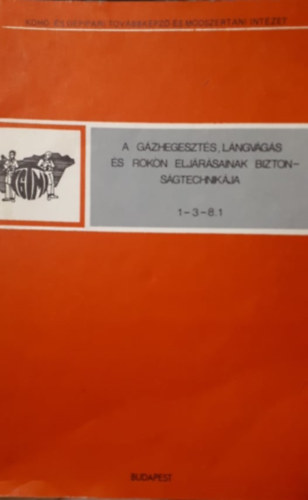 KOHÓ- ÉS GÉPIPARI TOVÁBBKÉPZŐ ÉS MÓDSZERTANI INTÉZET
KGTMTI
A GÁZHEGESZTÉS, LÁNGVÁGÁS
ÉS ROKON ELJÁRÁSAINAK BIZTON-
SÁGTECHNIKÁJA
1-3-8.1
BUDAPEST